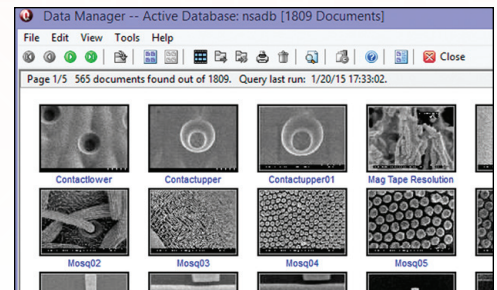 Data Manager -- Active Database: nsadb [1809 Documents]
File Edit View Tools Help
Close
Page 1/5 565 documents found out of 1809. Query last run: 1/20/15 17:33:02.
Contactlower Contactupper Contactupper01 Mag Tape Resolution
Mosq02 Mosq03 Mosq04 Mosq05